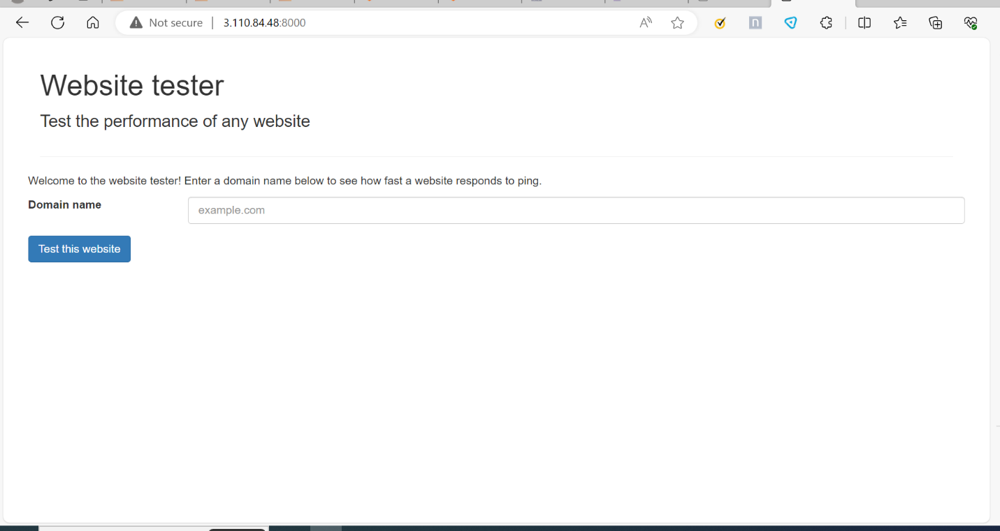 Not secure 3.110.84.48:8000
Website tester
Test the performance of any website
Welcome to the website tester! Enter a domain name below to see how fast a website responds to ping.
Domain name example.com
Test this website